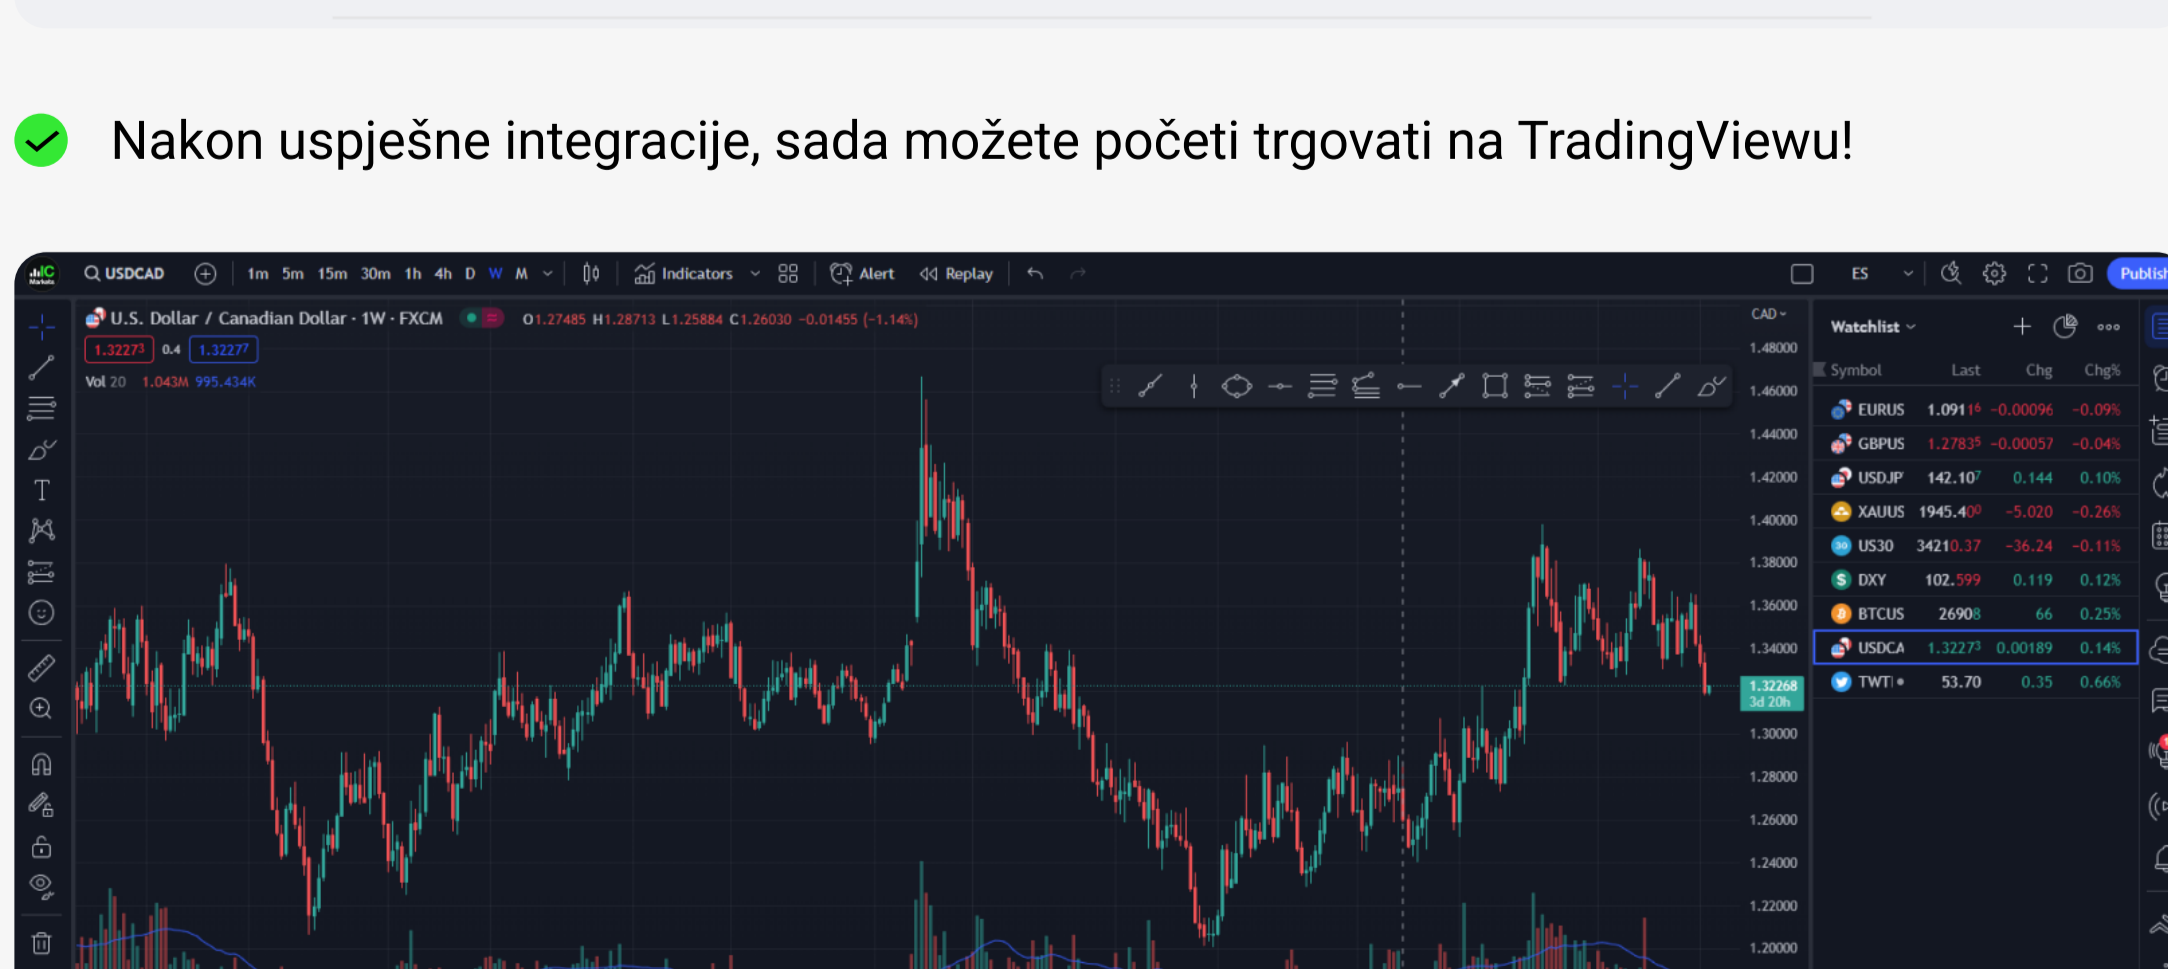 Nakon uspješne integracije, sada možete početi trgovati na TradingViewu!
IC
Markets
USDCAD
1m 5m 15m 30m 1h 4h D W M
Indicators
Alert
Replay
ES
Publish
U.S. Dollar / Canadian Dollar · 1W · FXCM
O1.27485 H1.28713 L1.25884 C1.26030 −0.01455 (−1.14%)
1.32273 0.4 1.32277
Vol 20 1.043M 995.434K
CAD
1.48000
1.46000
1.44000
1.42000
1.40000
1.38000
1.36000
1.34000
1.32268
3d 20h
1.30000
1.28000
1.26000
1.24000
1.22000
1.20000
Watchlist
Symbol Last Chg Chg%
EURUS 1.09116 −0.00096 −0.09%
GBPUS 1.27835 −0.00057 −0.04%
USDJP 142.107 0.144 0.10%
XAUUS 1945.400 −5.020 −0.26%
30 US30 34210.37 −36.24 −0.11%
DXY 102.599 0.119 0.12%
BTCUS 26908 66 0.25%
USDCA 1.32273 0.00189 0.14%
TWT 53.70 0.35 0.66%